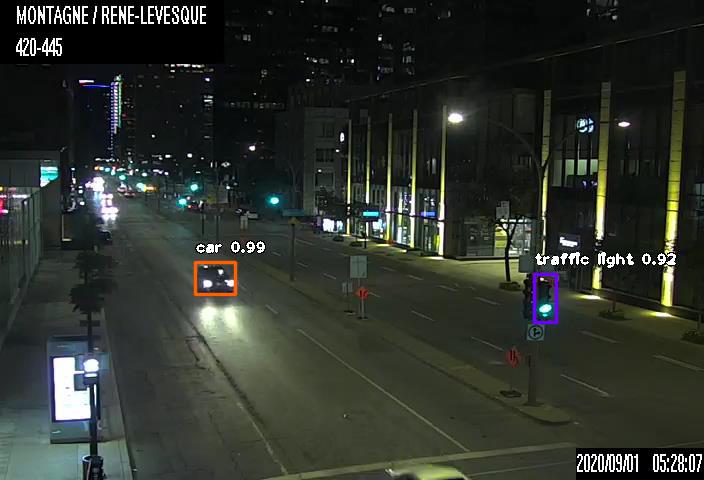 MONTAGNE / RENE-LEVESQUE
420-445
car 0.99
traffic light 0.92
2020/09/01 05:28:07